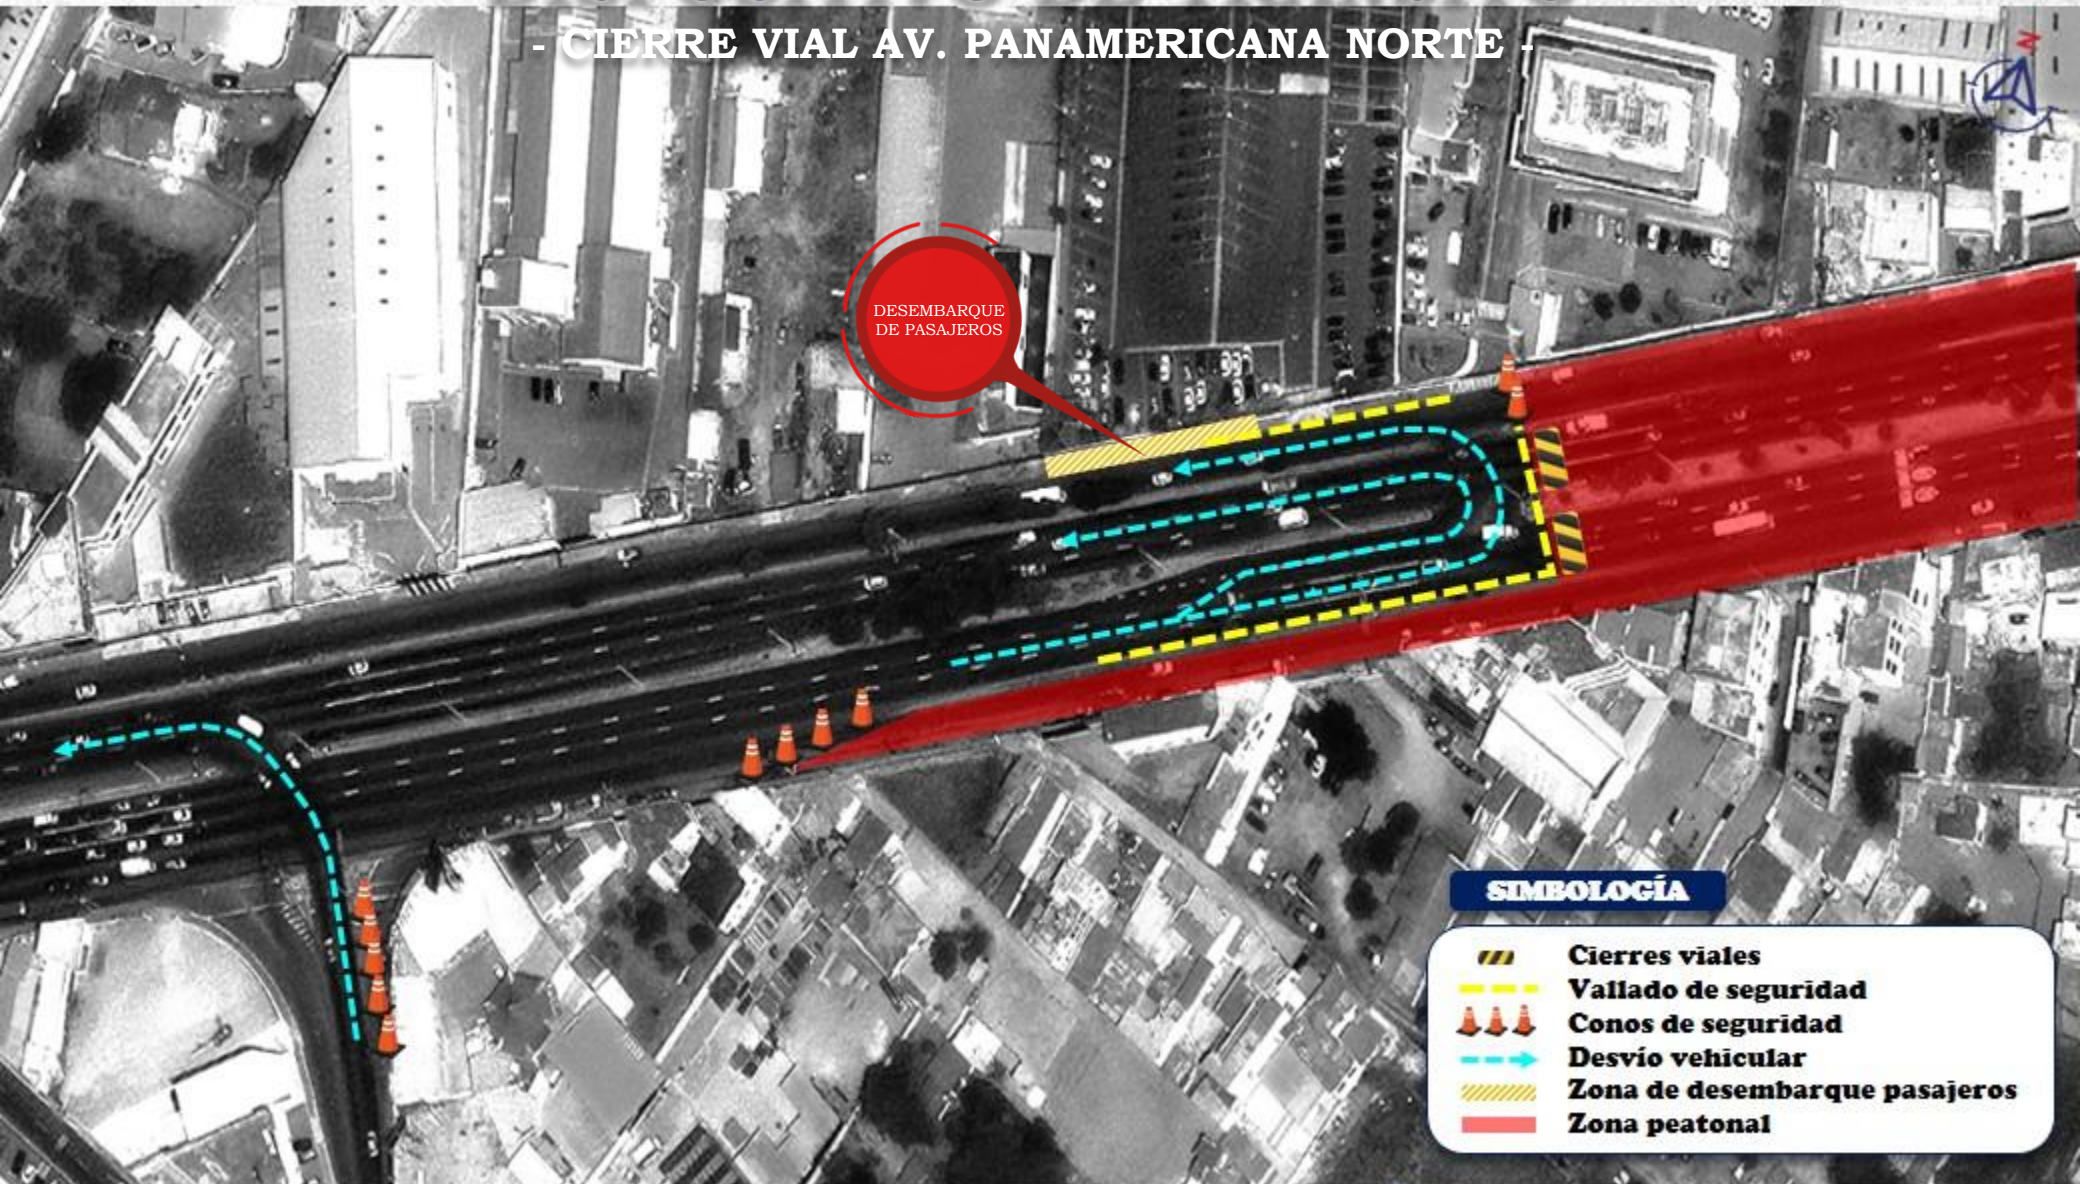 - CIERRE VIAL AV. PANAMERICANA NORTE -
N
DESEMBARQUE
DE PASAJEROS
SIMBOLOGÍA
Cierres viales
Vallado de seguridad
Conos de seguridad
Desvío vehicular
Zona de desembarque pasajeros
Zona peatonal